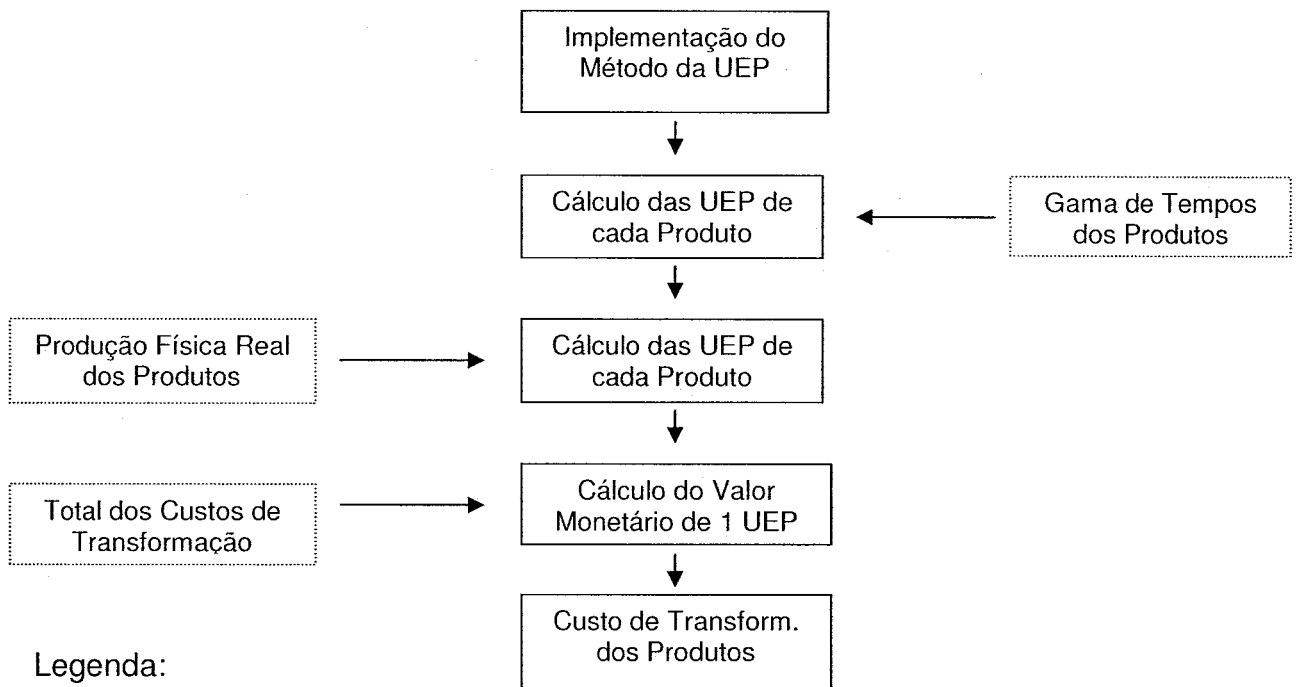 Implementação do
Método da UEP
Cálculo das UEP de
cada Produto
Gama de Tempos
dos Produtos
Produção Física Real
dos Produtos
Cálculo das UEP de
cada Produto
Total dos Custos de
Transformação
Cálculo do Valor
Monetário de 1 UEP
Custo de Transform.
dos Produtos
Legenda: